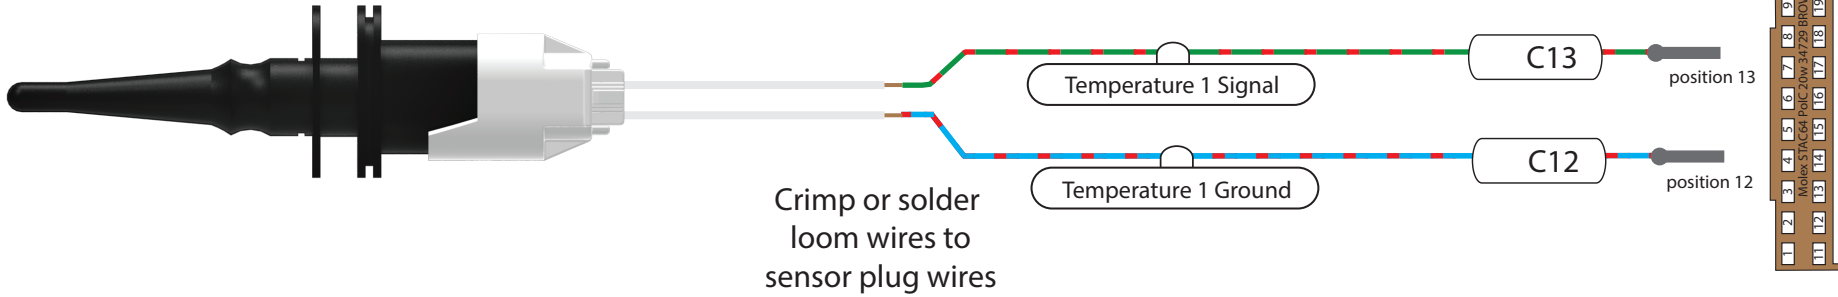 Temperature 1 Signal
C13
position 13
Temperature 1 Ground
C12
position 12
Crimp or solder
loom wires to
sensor plug wires
Molex STAC64 PolC 20w 34729 BROW
1 2 3 4 5 6 7 8 9
11 12 13 14 15 16 17 18 19